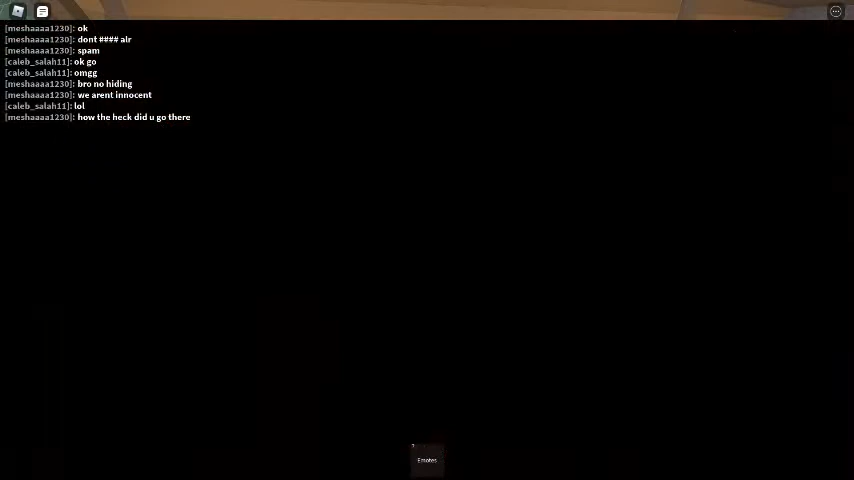 [meshaaaa1230]: ok
[meshaaaa1230]: dont #### alr
[meshaaaa1230]: spam
[caleb_salah11]: ok go
[caleb_salah11]: omgg
[meshaaaa1230]: bro no hiding
[meshaaaa1230]: we arent innocent
[caleb_salah11]: lol
[meshaaaa1230]: how the heck did u go there
Emotes